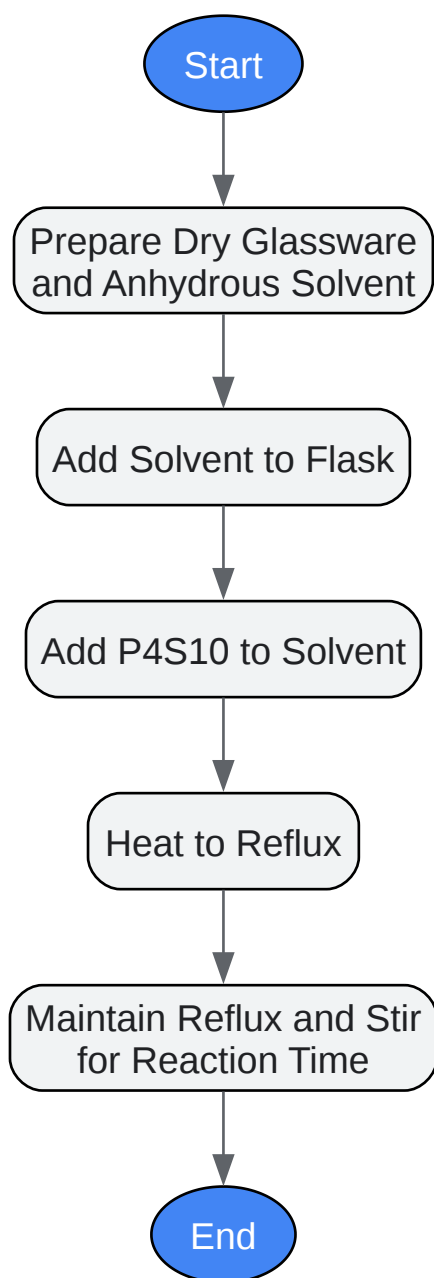 Start
Prepare Dry Glassware
and Anhydrous Solvent
Add Solvent to Flask
Add P4S10 to Solvent
Heat to Reflux
Maintain Reflux and Stir
for Reaction Time
End